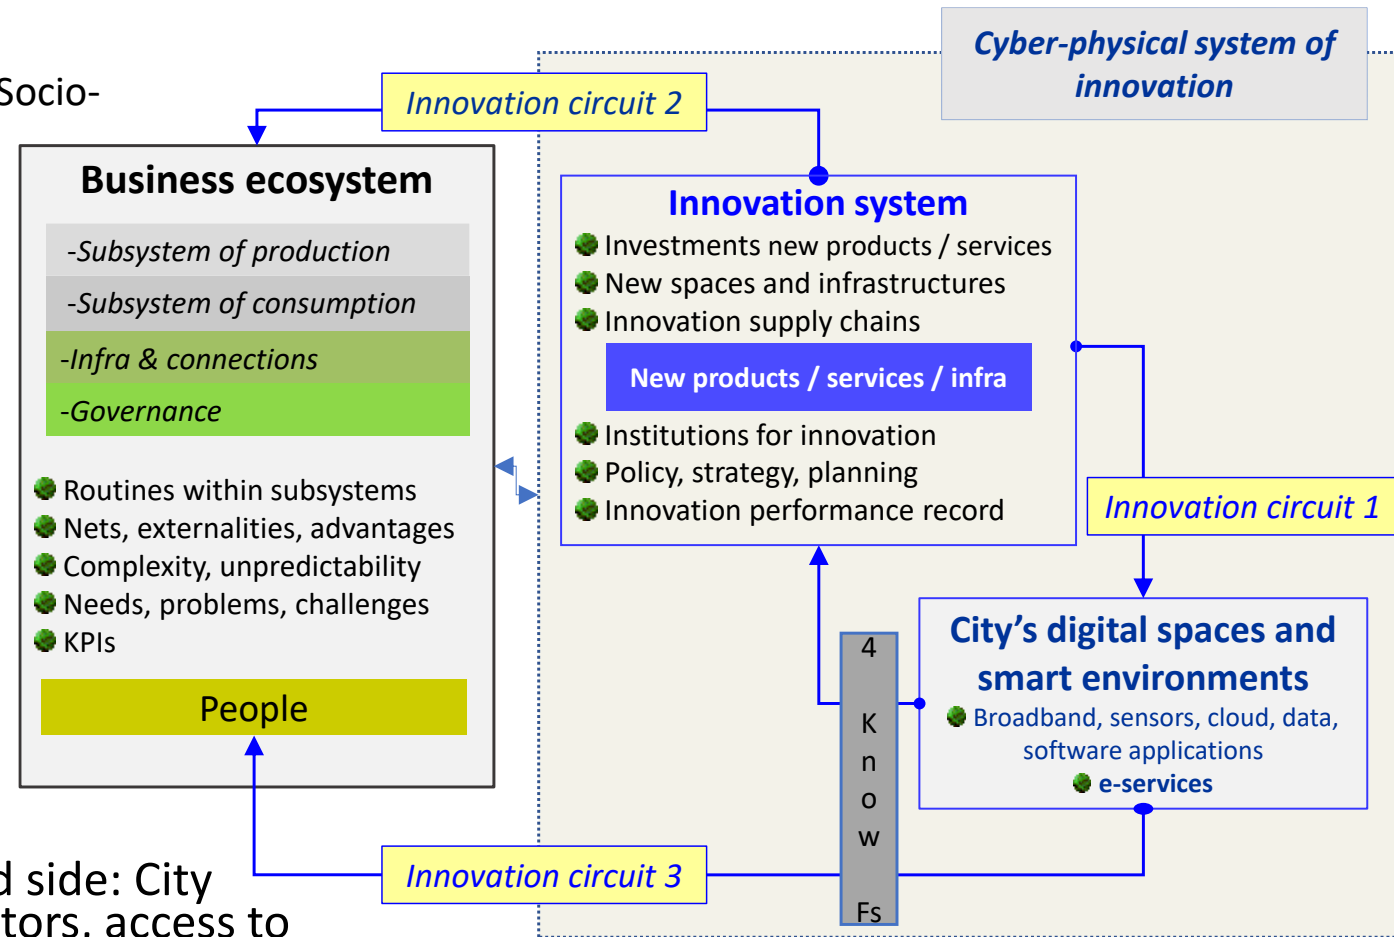 Cyber-physical system of
innovation
Socio-
Innovation circuit 2
Business ecosystem
-Subsystem of production
-Subsystem of consumption
-Infra & connections
-Governance
Routines within subsystems
Nets, externalities, advantages
Complexity, unpredictability
Needs, problems, challenges
KPIs
People
Innovation system
Investments new products / services
New spaces and infrastructures
Innovation supply chains
New products / services / infra
Institutions for innovation
Policy, strategy, planning
Innovation performance record
Innovation circuit 1
City's digital spaces and
smart environments
Broadband, sensors, cloud, data,
software applications
e-services
4
K
n
o
w
Fs
Innovation circuit 3
side: City
access to